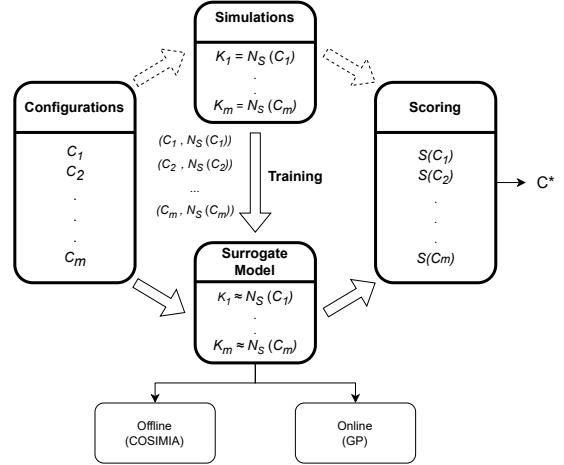 Simulations
K1 = NS (C1)
.
.
Km = NS (Cm)
Configurations
C1
C2
.
.
.
Cm
(C1 , NS (C1))
(C2 , NS (C2))
...
(Cm , NS (Cm))
Training
Surrogate
Model
K1 ≈ NS (C1)
.
.
Km ≈ NS (Cm)
Scoring
S(C1)
S(C2)
.
.
.
S(Cm)
C*
Offline
(COSIMIA)
Online
(GP)